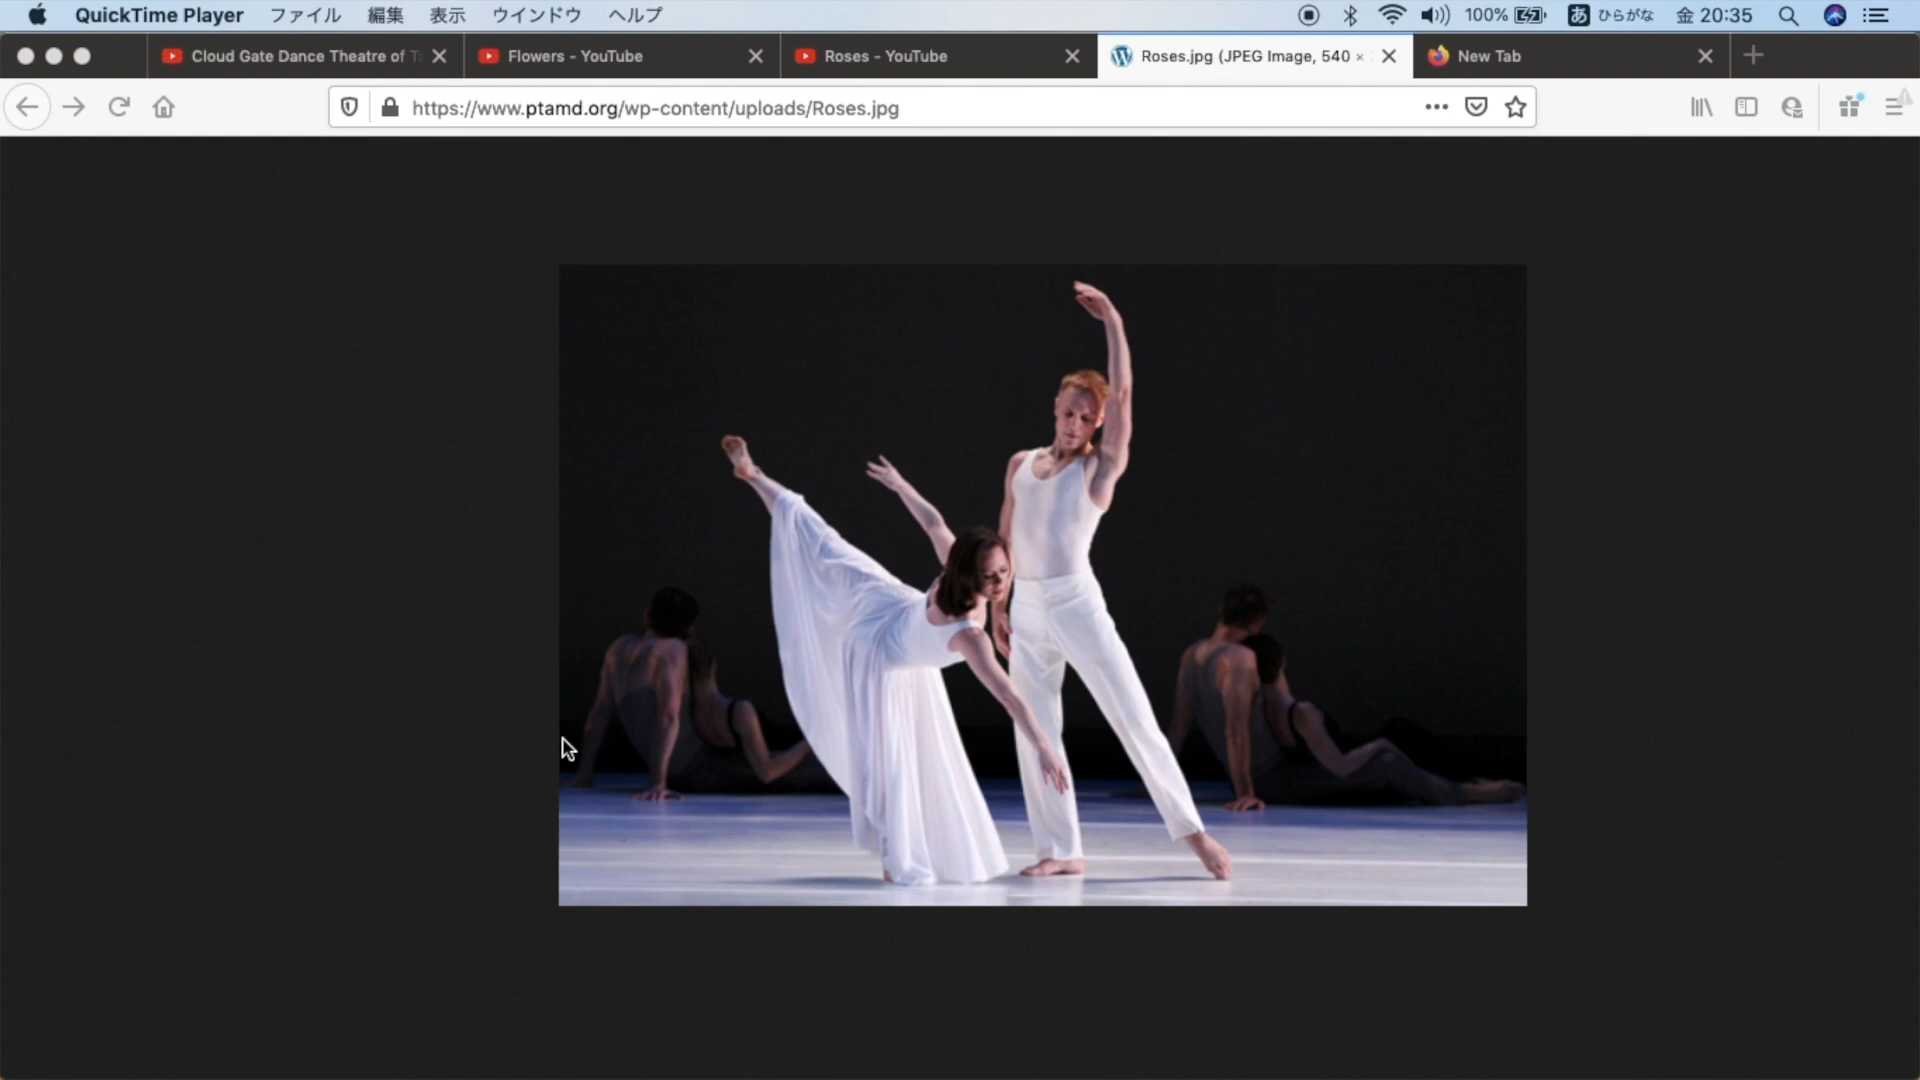 QuickTime Player ファイル 編集 表示 ウインドウ ヘルプ 100% あ ひらがな 金 20:35
Cloud Gate Dance Theatre of Flowers - YouTube Roses - YouTube Roses.jpg (JPEG Image, 540 × New Tab
https://www.ptamd.org/wp-content/uploads/Roses.jpg